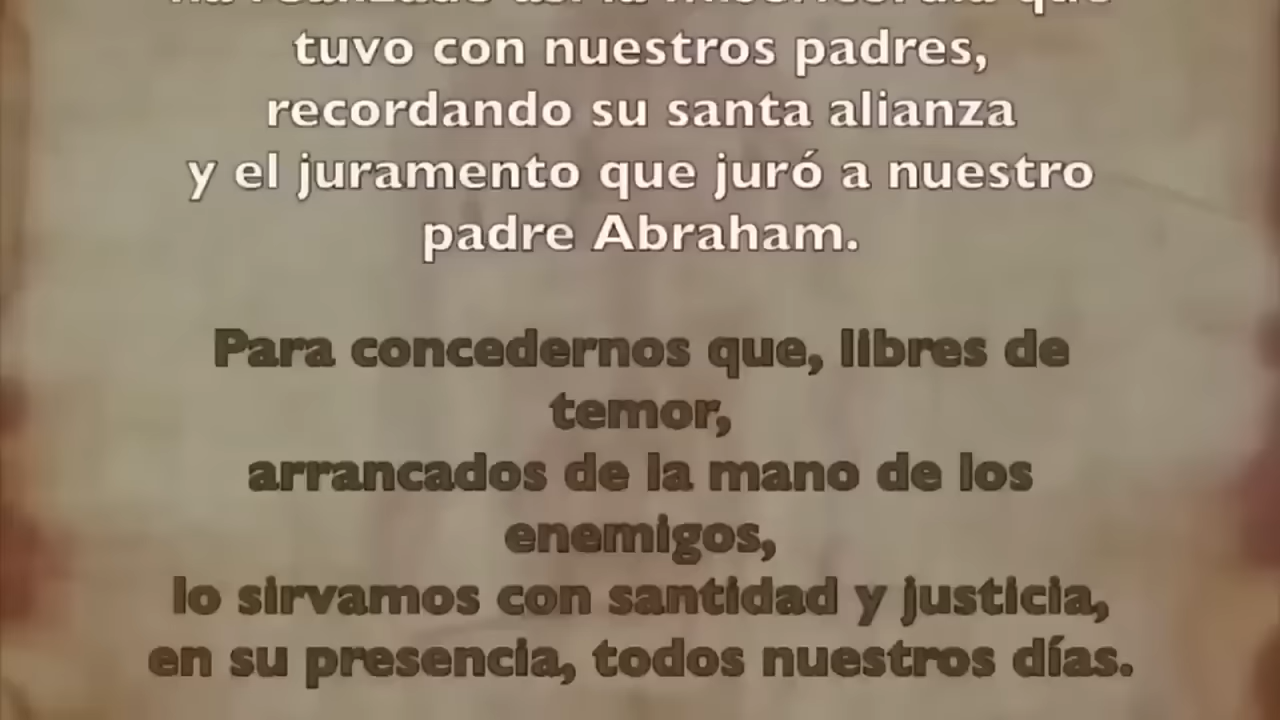 tuvo con nuestros padres,
recordando su santa alianza
y el juramento que juró a nuestro
padre Abraham.
Para concedernos que, libres de
temor,
arrancados de la mano de los
enemigos,
lo sirvamos con santidad y justicia,
en su presencia, todos nuestros días.